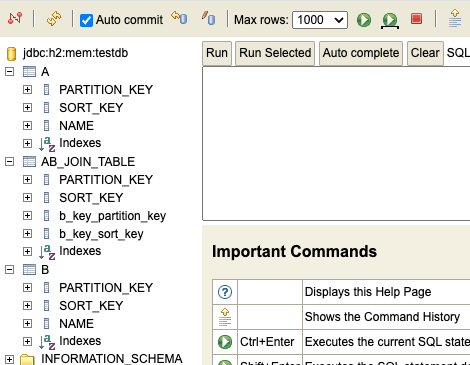 Auto commit Max rows: 1000
jdbc:h2:mem:testdb
A
PARTITION_KEY
SORT_KEY
NAME
Indexes
AB_JOIN_TABLE
PARTITION_KEY
SORT_KEY
b_key_partition_key
b_key_sort_key
Indexes
B
PARTITION_KEY
SORT_KEY
NAME
Indexes
INFORMATION_SCHEMA
Run Run Selected Auto complete Clear SQL
Important Commands
Displays this Help Page
Shows the Command History
Ctrl+Enter Executes the current SQL state
Shift+Enter Executes the SQL statement